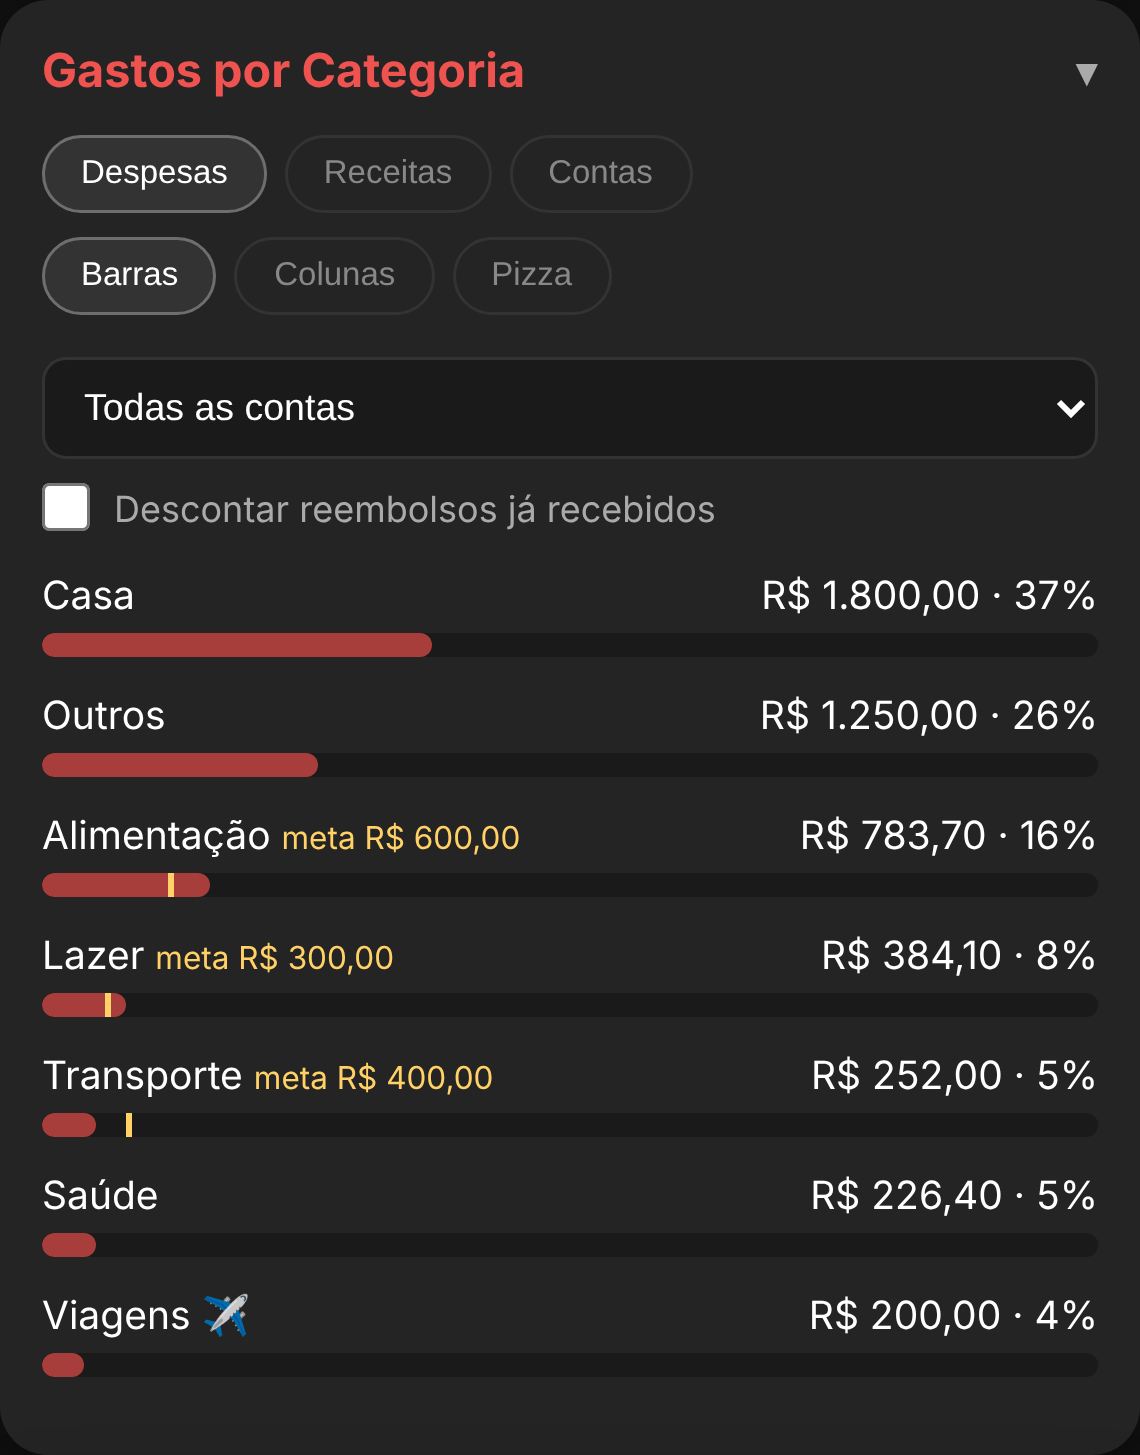 Gastos por Categoria ▼
Despesas Receitas Contas
Barras Colunas Pizza
Todas as contas
Descontar reembolsos já recebidos
Casa R$ 1.800,00 · 37%
Outros R$ 1.250,00 · 26%
Alimentação meta R$ 600,00 R$ 783,70 · 16%
Lazer meta R$ 300,00 R$ 384,10 · 8%
Transporte meta R$ 400,00 R$ 252,00 · 5%
Saúde R$ 226,40 · 5%
Viagens ✈️ R$ 200,00 · 4%